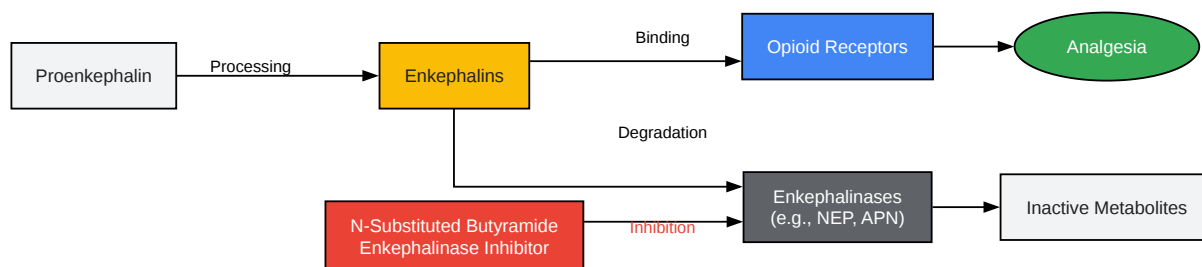 Proenkephalin
Processing
Enkephalins
Binding
Opioid Receptors
Analgesia
Degradation
N-Substituted Butyramide
Enkephalinase Inhibitor
Inhibition
Enkephalinases
(e.g., NEP, APN)
Inactive Metabolites